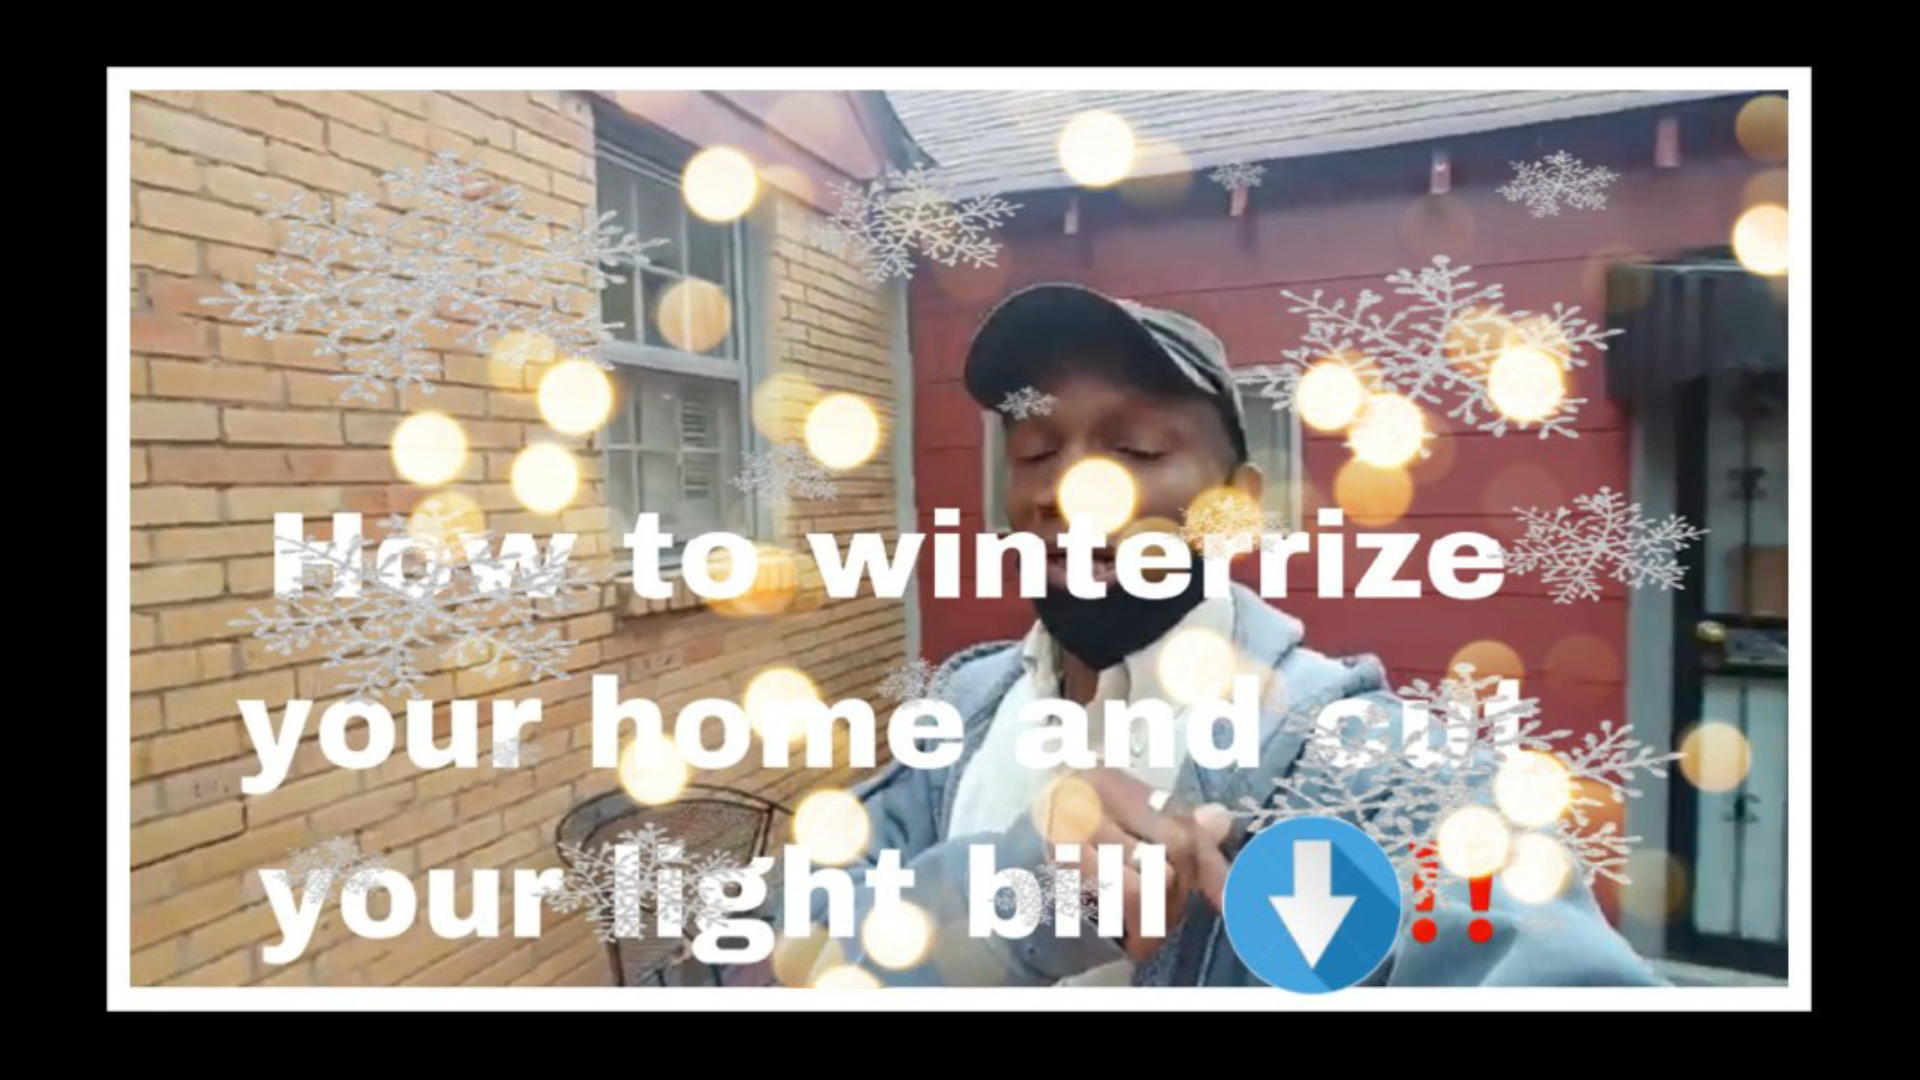 How to winterrize
your home and cut
your light bill ⬇️‼️